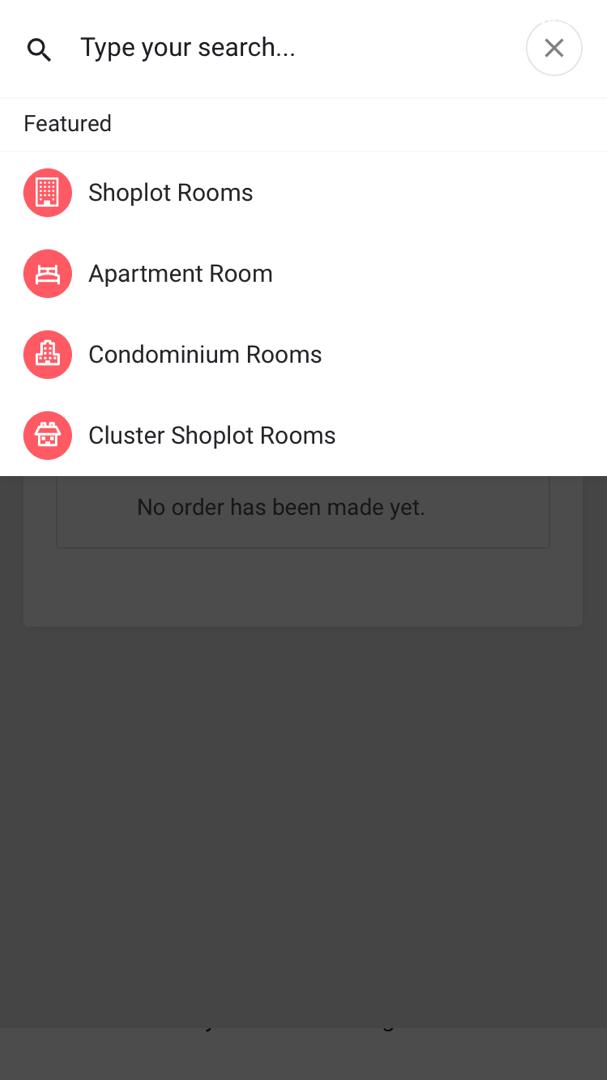 Type your search...
Featured
Shoplot Rooms
Apartment Room
Condominium Rooms
Cluster Shoplot Rooms
No order has been made yet.